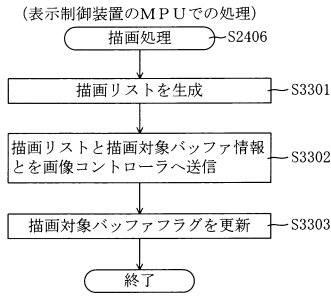 （表示制御装置のＭＰＵでの処理）
描画処理
S2406
描画リストを生成
S3301
描画リストと描画対象バッファ情報
とを画像コントローラへ送信
S3302
描画対象バッファフラグを更新
S3303
終了